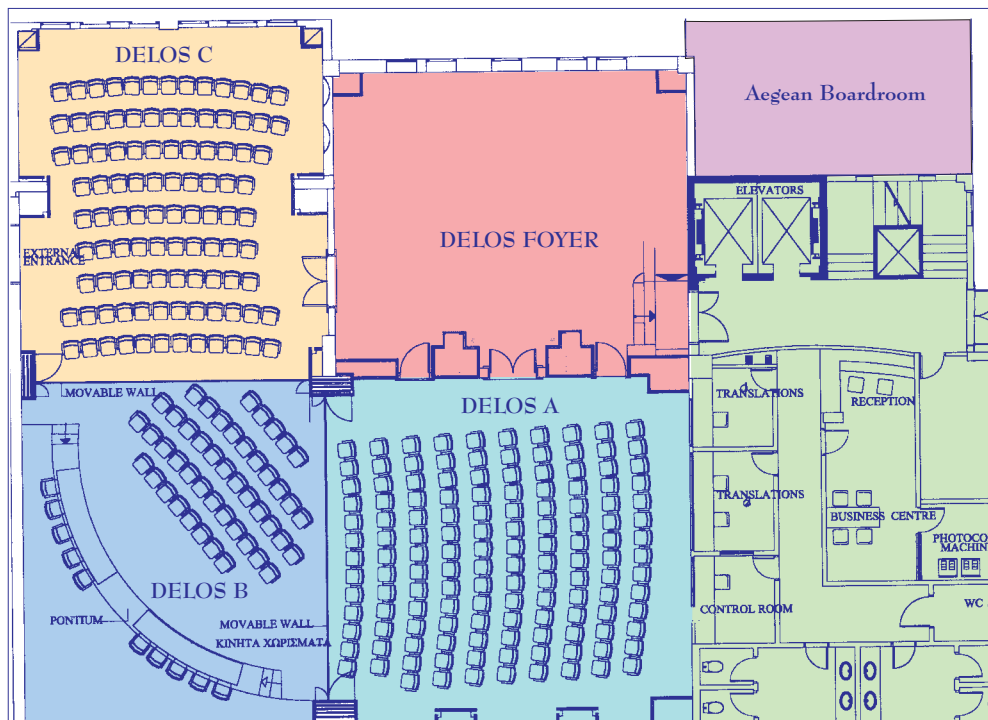 DELOS C
Aegean Boardroom
ELEVATORS
DELOS FOYER
EXTERNAL
ENTRANCE
MOVABLE WALL
DELOS A
TRANSLATIONS
RECEPTION
TRANSLATIONS
BUSINESS CENTRE
PHOTOCO
MACHIN
DELOS B
CONTROL ROOM
WC
PONTIUM
MOVABLE WALL
ΚΙΝΗΤΑ ΧΩΡΙΣΜΑΤΑ